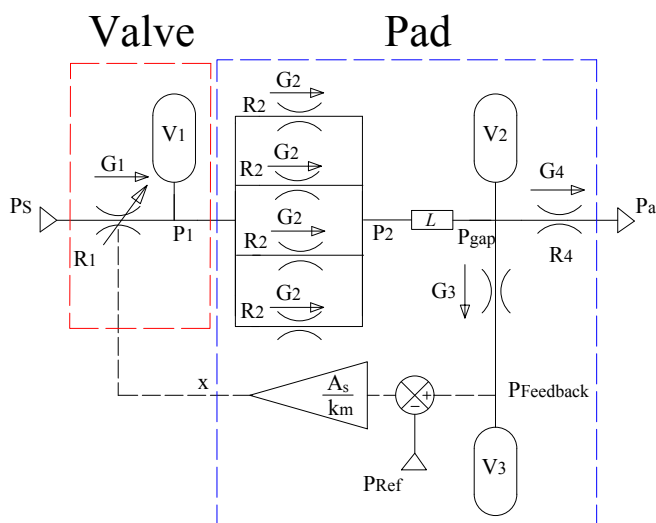 Valve
Pad
R2
G2
V1
V2
G1
R2
G2
G4
PS
P1
R2
G2
P2
L
Pgap
Pa
R1
R2
G2
G3
R4
x
As
km
+
−
PFeedback
PRef
V3